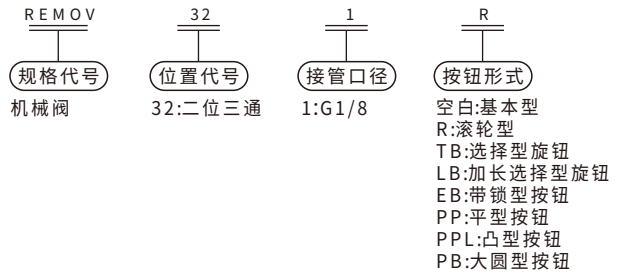 REMOV 32 1 R
规格代号 位置代号 接管口径 按钮形式
机械阀 32:二位三通 1:G1/8 空白:基本型
R:滚轮型
TB:选择型旋钮
LB:加长选择型旋钮
EB:带锁型按钮
PP:平型按钮
PPL:凸型按钮
PB:大圆型按钮